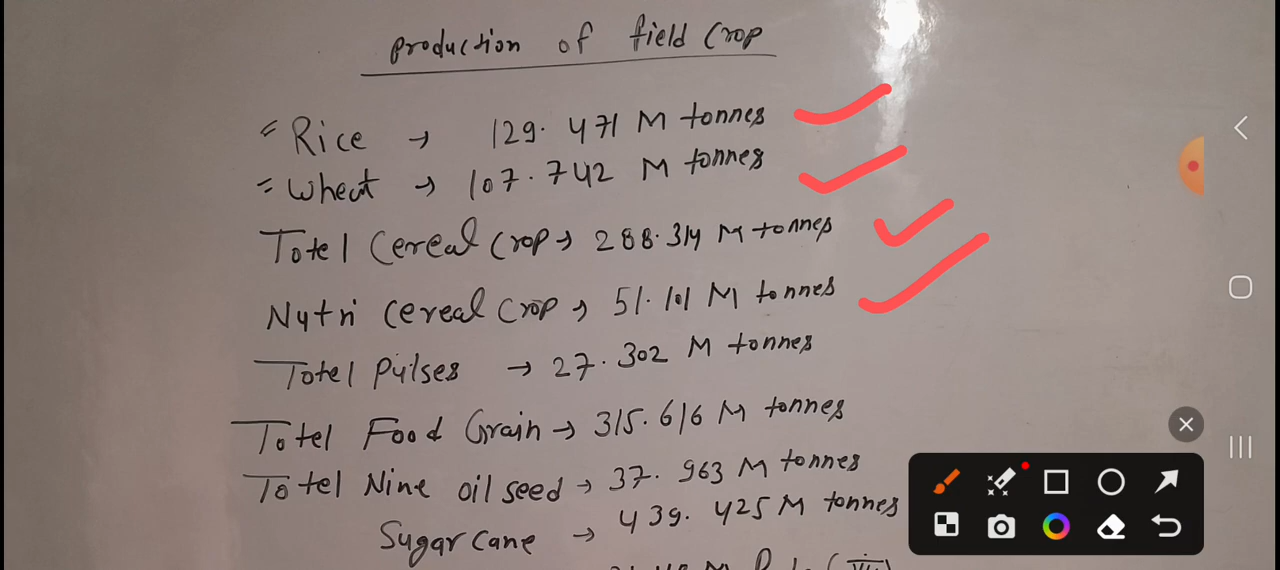 Production of field Crop
Rice → 129.471 M tonnes
Wheat → 107.742 M tonnes
Totel Cereal Crop → 288.314 M tonnes
Nutri Cereal Crop → 51.101 M tonnes
Totel Pulses → 27.302 M tonnes
Totel Food Grain → 315.616 M tonnes
Totel Nine oil seed → 37.963 M tonnes
Sugar cane → 439.425 M tonnes